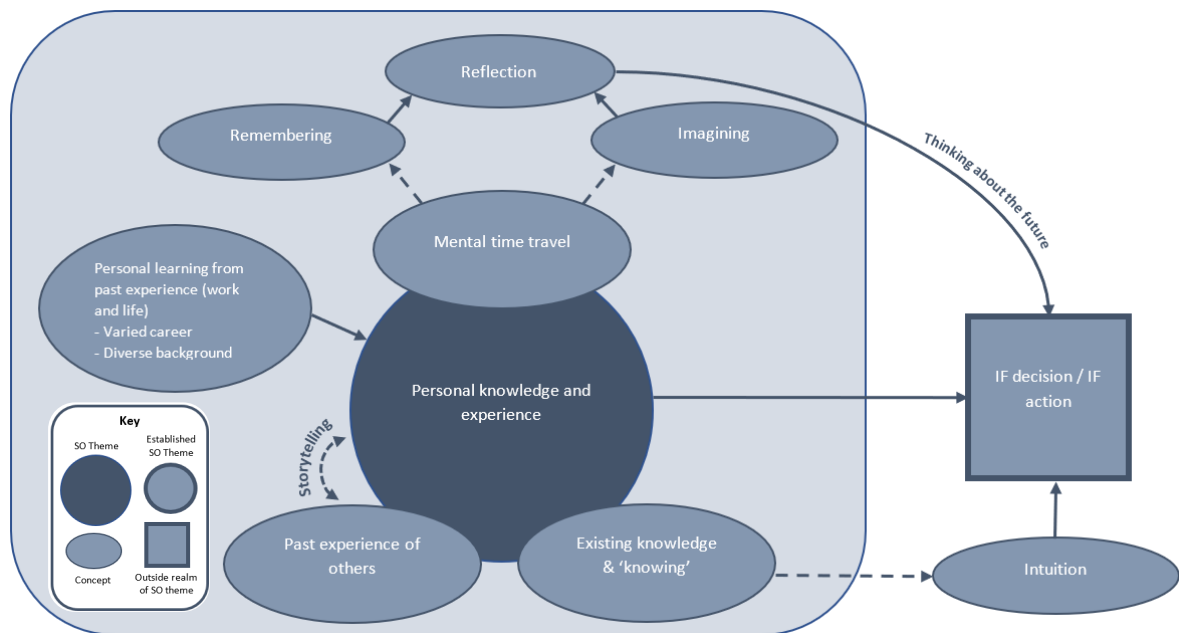 Reflection
Remembering
Imagining
Thinking about the future
Mental time travel
Personal learning from
past experience (work
and life)
- Varied career
- Diverse background
Personal knowledge and
experience
IF decision / IF
action
Storytelling
Past experience of
others
Existing knowledge
& ‘knowing’
Intuition
Key
SO Theme
Established
SO Theme
Concept
Outside realm
of SO theme